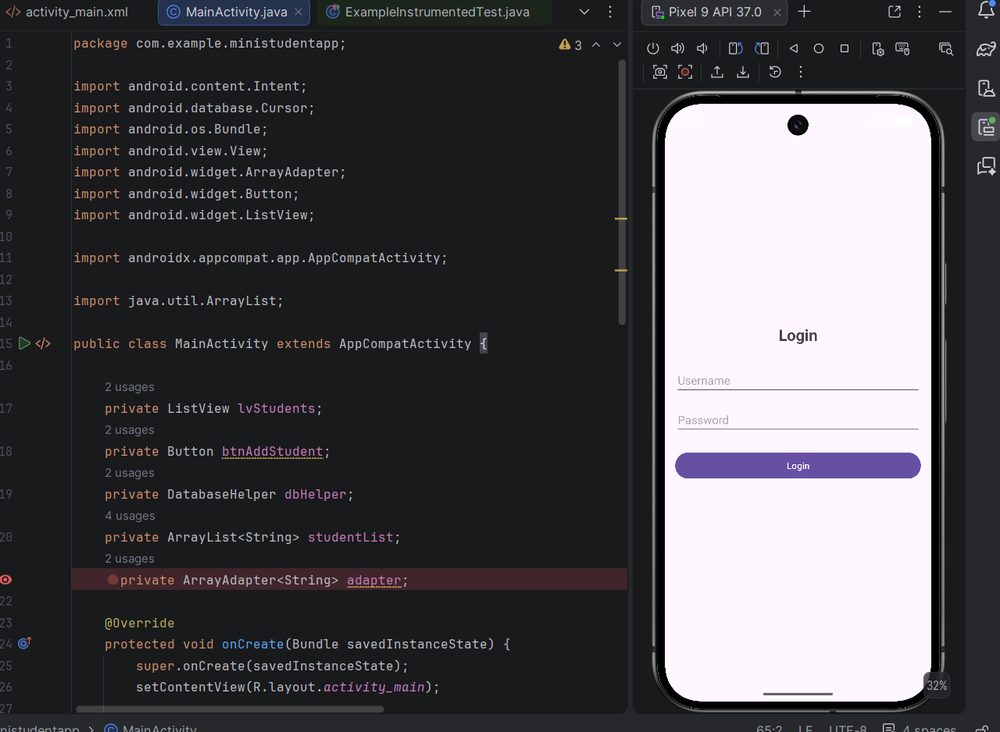 activity_main.xml
MainActivity.java
ExampleInstrumentedTest.java
Pixel 9 API 37.0
3
1 package com.example.ministudentapp;
2
3 import android.content.Intent;
4 import android.database.Cursor;
5 import android.os.Bundle;
6 import android.view.View;
7 import android.widget.ArrayAdapter;
8 import android.widget.Button;
9 import android.widget.ListView;
10
11 import androidx.appcompat.app.AppCompatActivity;
12
13 import java.util.ArrayList;
14
15 public class MainActivity extends AppCompatActivity {
16
2 usages
17 private ListView lvStudents;
2 usages
18 private Button btnAddStudent;
2 usages
19 private DatabaseHelper dbHelper;
4 usages
20 private ArrayList<String> studentList;
2 usages
private ArrayAdapter<String> adapter;
22
23 @Override
24 protected void onCreate(Bundle savedInstanceState) {
25 super.onCreate(savedInstanceState);
26 setContentView(R.layout.activity_main);
27
Login
Username
Password
Login
32%
nistudentapp > MainActivity
65:2 LF UTF-8 4 spaces